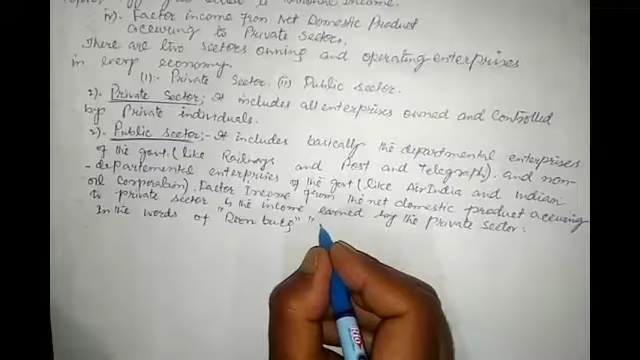 iv). Factor income from Net Domestic Product
accruing to Private Sector.
There are two sectors owning and operating enterprises
in every economy.
(i):- Private Sector. (ii) Public sector.
1). Private Sector; It includes all enterprises owned and Controlled
by Private individuals.
2). Public sector;- It includes basically the departmental enterprises
of the govt (like Railways and Post and Telegraph). and non-
-departemental enterprises of the govt (like Air India and Indian
oil Corporation). Factor Income from the net domestic product accruing
to private sector "is the income earned by the Private sector.
In the words of "
RIO